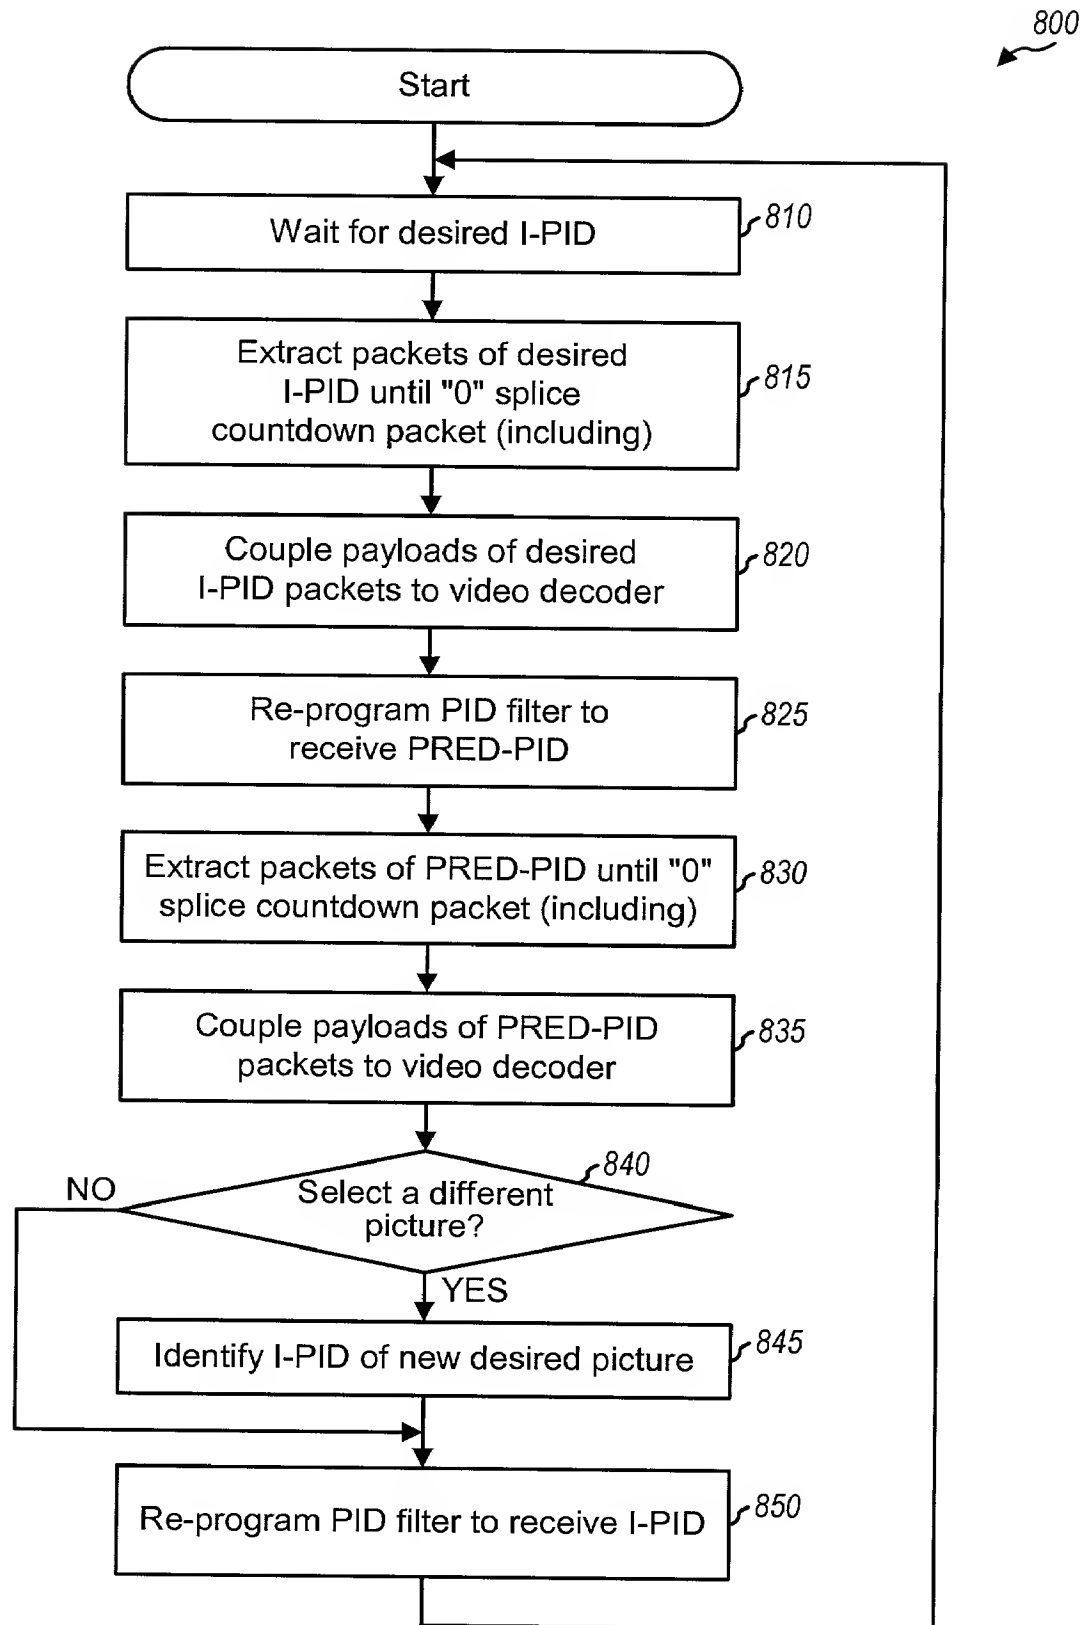 800
Start
Wait for desired I-PID
810
Extract packets of desired
I-PID until "0" splice
countdown packet (including)
815
Couple payloads of desired
I-PID packets to video decoder
820
Re-program PID filter to
receive PRED-PID
825
Extract packets of PRED-PID until "0"
splice countdown packet (including)
830
Couple payloads of PRED-PID
packets to video decoder
835
840
NO
Select a different
picture?
YES
Identify I-PID of new desired picture
845
Re-program PID filter to receive I-PID
850